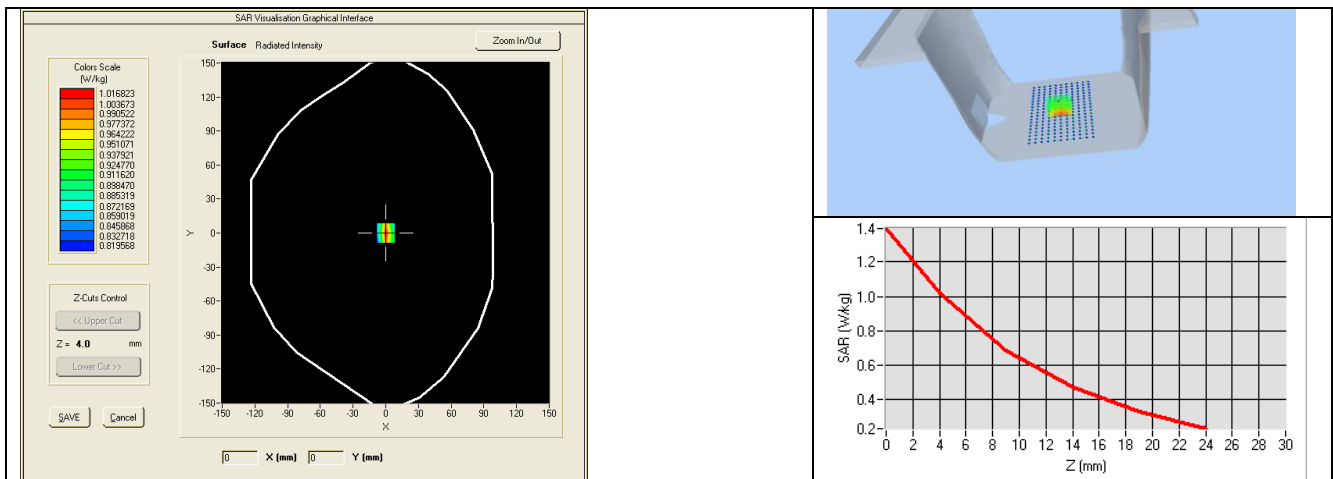 SAR Visualisation Graphical Interface
Surface Radiated Intensity
Zoom In/Out
Colors Scale
(W/kg)
1.016823
1.003673
0.990522
0.977372
0.964222
0.951071
0.937921
0.924770
0.911620
0.898470
0.885319
0.872169
0.859019
0.845868
0.832718
0.819568
Z-Cuts Control
<< Upper Cut
Z = 4.0 mm
Lower Cut >>
SAVE Cancel
150
120
90
60
30
0
-30
-60
-90
-120
-150
Y
-150 -120 -90 -60 -30 0 30 60 90 120 150
X
0 X (mm) 0 Y (mm)
1.4
1.2
1.0
0.8
0.6
0.4
0.2
SAR (W/kg)
0 2 4 6 8 10 12 14 16 18 20 22 24 26 28 30
Z (mm)